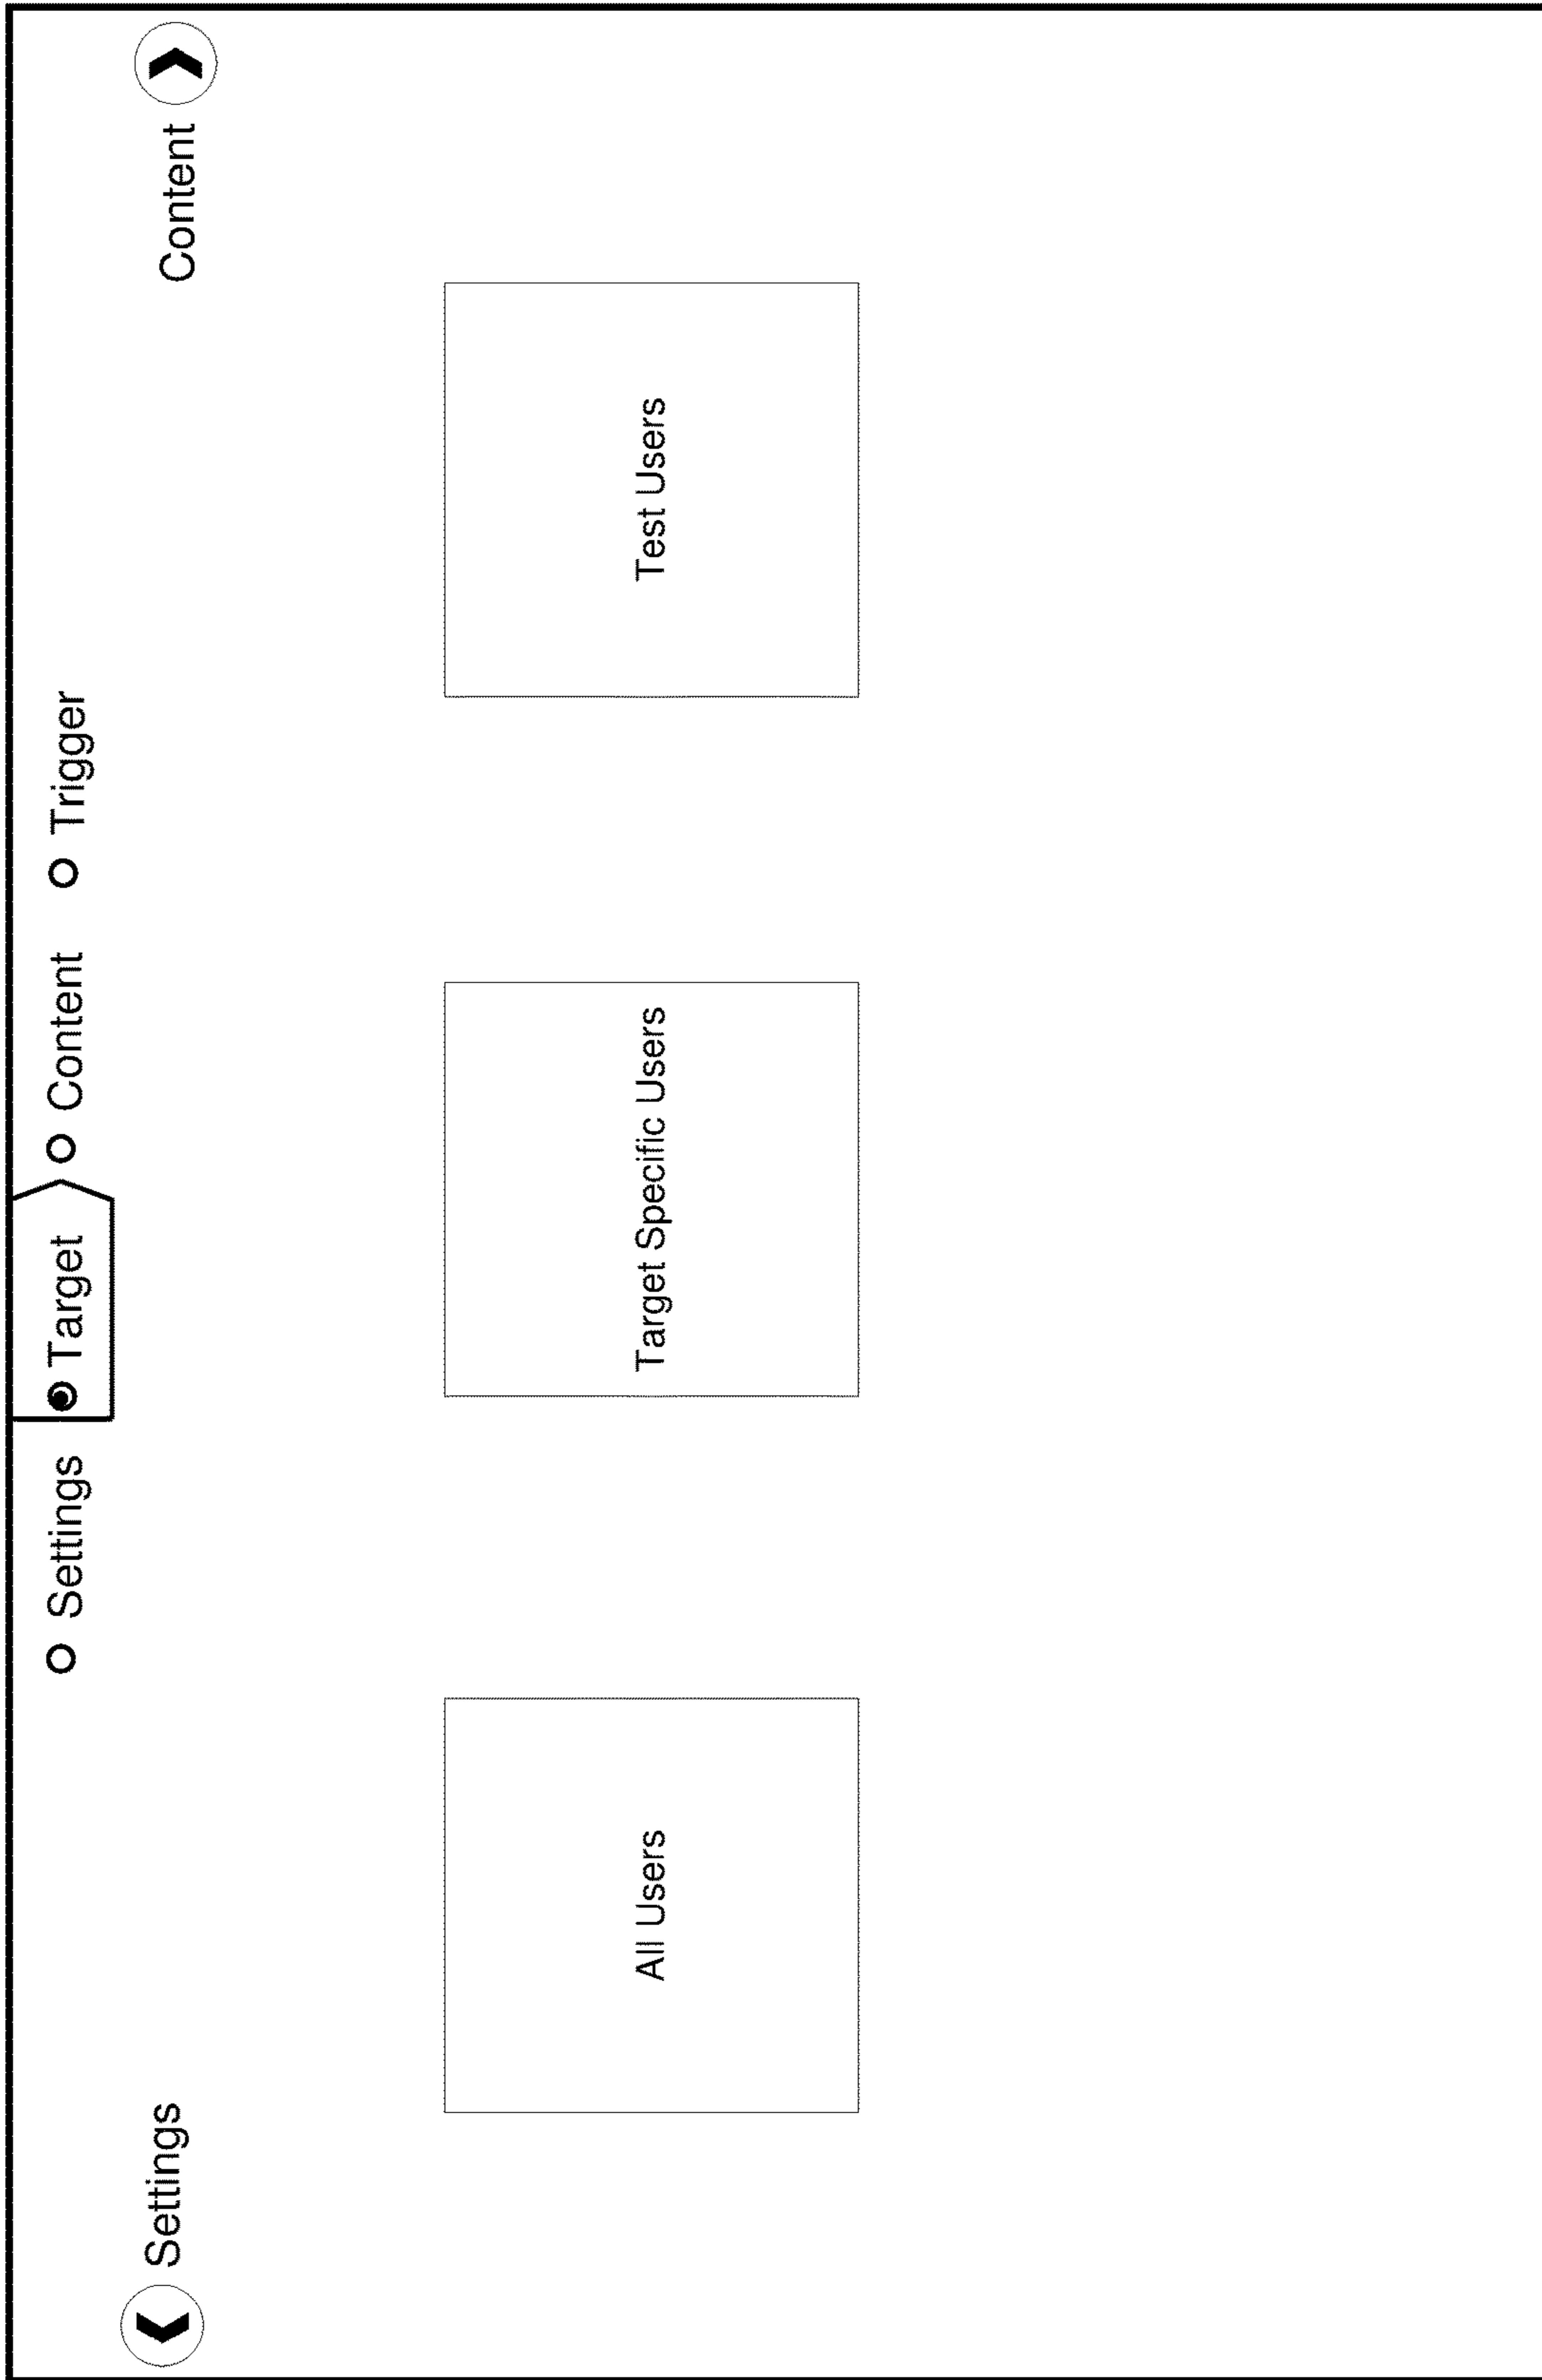 Settings Target Content Trigger
Settings Content
All Users Target Specific Users Test Users